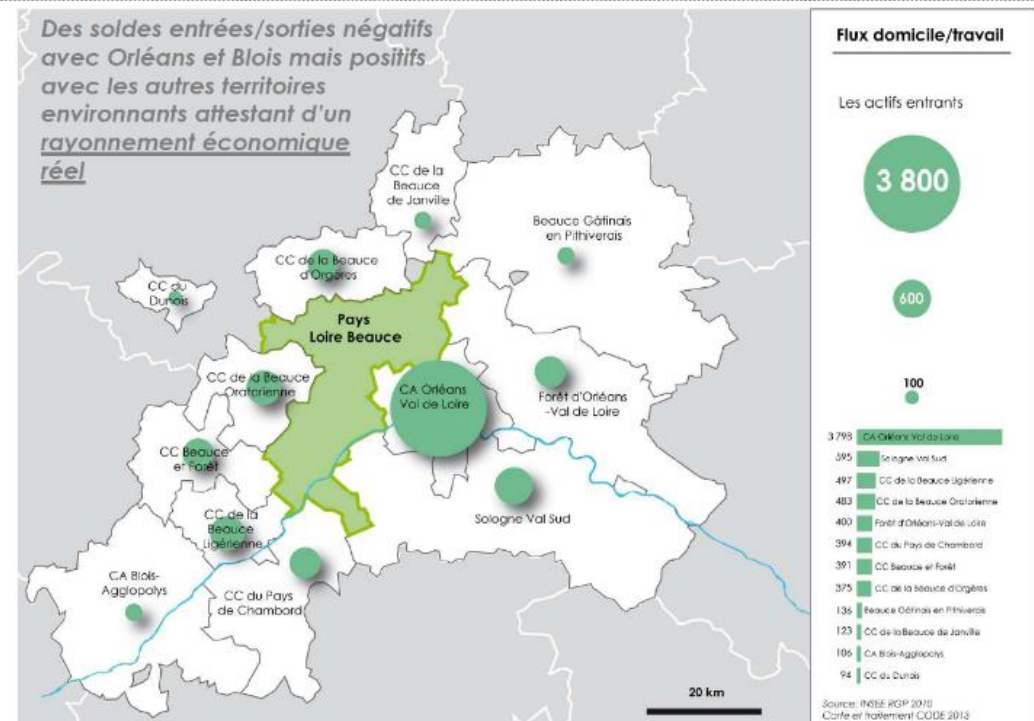 Des soldes entrées/sorties négatifs
avec Orléans et Blois mais positifs
avec les autres territoires
environnants attestant d'un
rayonnement économique
réel
CC de la
Beauce
de Janville
Beauce Gâtinais
en Pithiverais
CC de la Beauce
d'Orgères
CC du
Dunois
Pays
Loire Beauce
CC de la Beauce
Oratorienne
CA Orléans
Val de Loire
Forêt d'Orléans
-Val de Loire
CC Beauce
et Forêt
Sologne Val Sud
CC de la
Beauce
Ligérienne
CA Blois-
Agglopolys
CC du Pays
de Chambord
20 km
Flux domicile/travail
Les actifs entrants
3 800
600
100
3 798 CA Orléans Val de Loire
595 Sologne Val Sud
497 CC de la Beauce Ligérienne
483 CC de la Beauce Oratorienne
400 Forêt d'Orléans-Val de Loire
394 CC du Pays de Chambord
391 CC Beauce et Forêt
375 CC de la Beauce d'Orgères
136 Beauce Gâtinais en Pithiverais
123 CC de la Beauce de Janville
106 CA Blois-Agglopolys
94 CC du Dunois
Source: INSEE RGP 2010
Carte et traitement CODE 2013